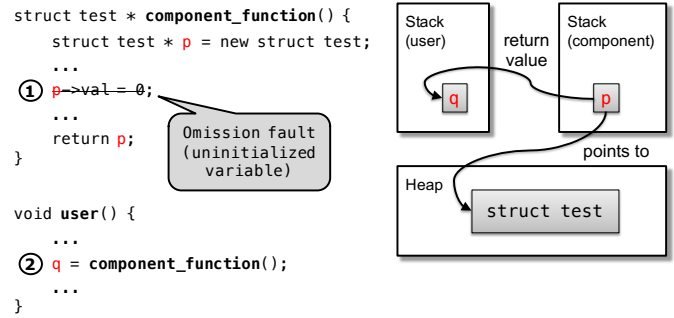 struct test * component_function() {
struct test * p = new struct test;
...
① p->val = 0;
...
return p;
}
Omission fault
(uninitialized
variable)
void user() {
...
② q = component_function();
...
}
Stack
(user)
q
return
value
Stack
(component)
p
points to
Heap
struct test